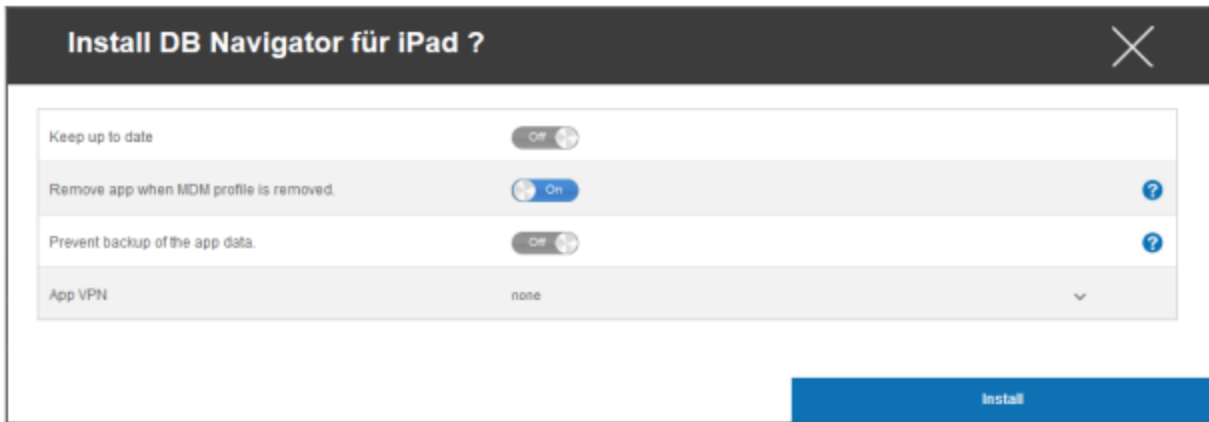 Install DB Navigator für iPad ?
Keep up to date Off
Remove app when MDM profile is removed. On ?
Prevent backup of the app data. Off ?
App VPN none
Install